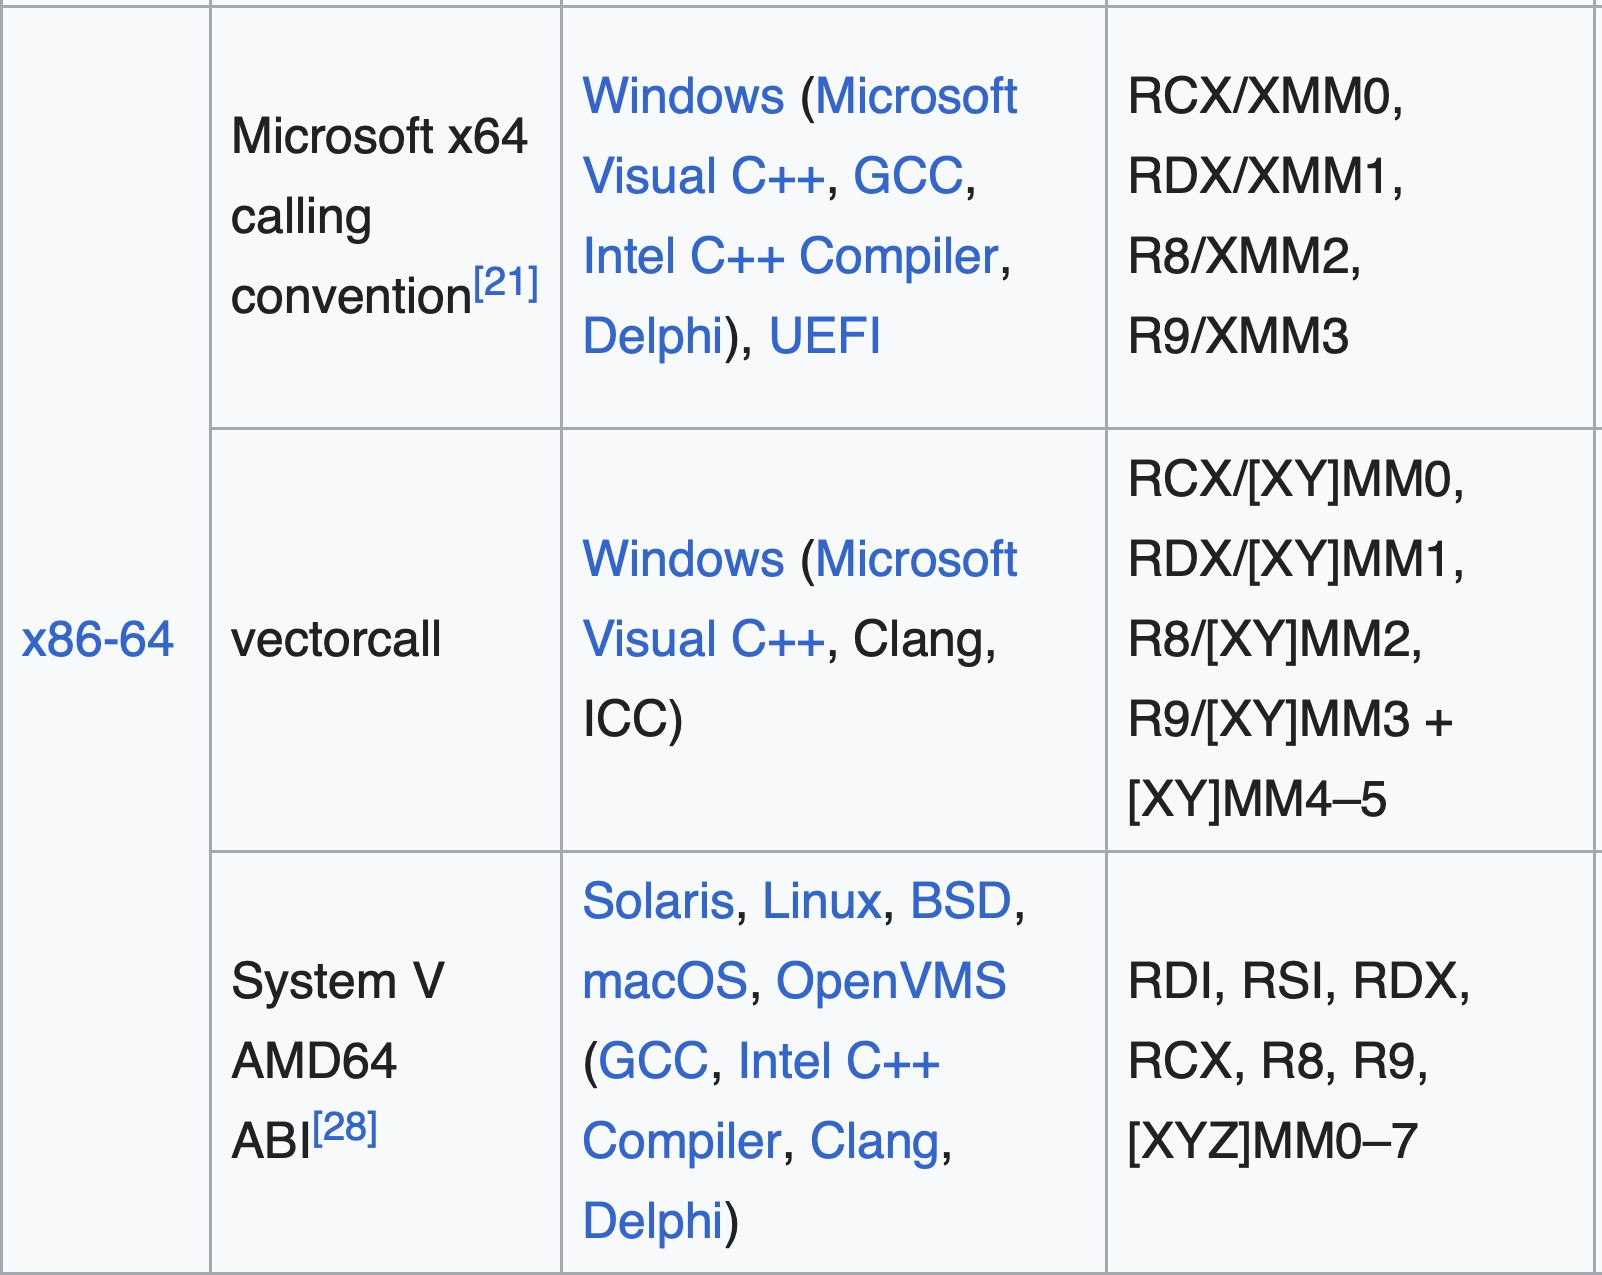 x86-64
Microsoft x64
calling
convention[21]
Windows (Microsoft
Visual C++, GCC,
Intel C++ Compiler,
Delphi), UEFI
RCX/XMM0,
RDX/XMM1,
R8/XMM2,
R9/XMM3
vectorcall
Windows (Microsoft
Visual C++, Clang,
ICC)
RCX/[XY]MM0,
RDX/[XY]MM1,
R8/[XY]MM2,
R9/[XY]MM3 +
[XY]MM4–5
System V
AMD64
ABI[28]
Solaris, Linux, BSD,
macOS, OpenVMS
(GCC, Intel C++
Compiler, Clang,
Delphi)
RDI, RSI, RDX,
RCX, R8, R9,
[XYZ]MM0–7